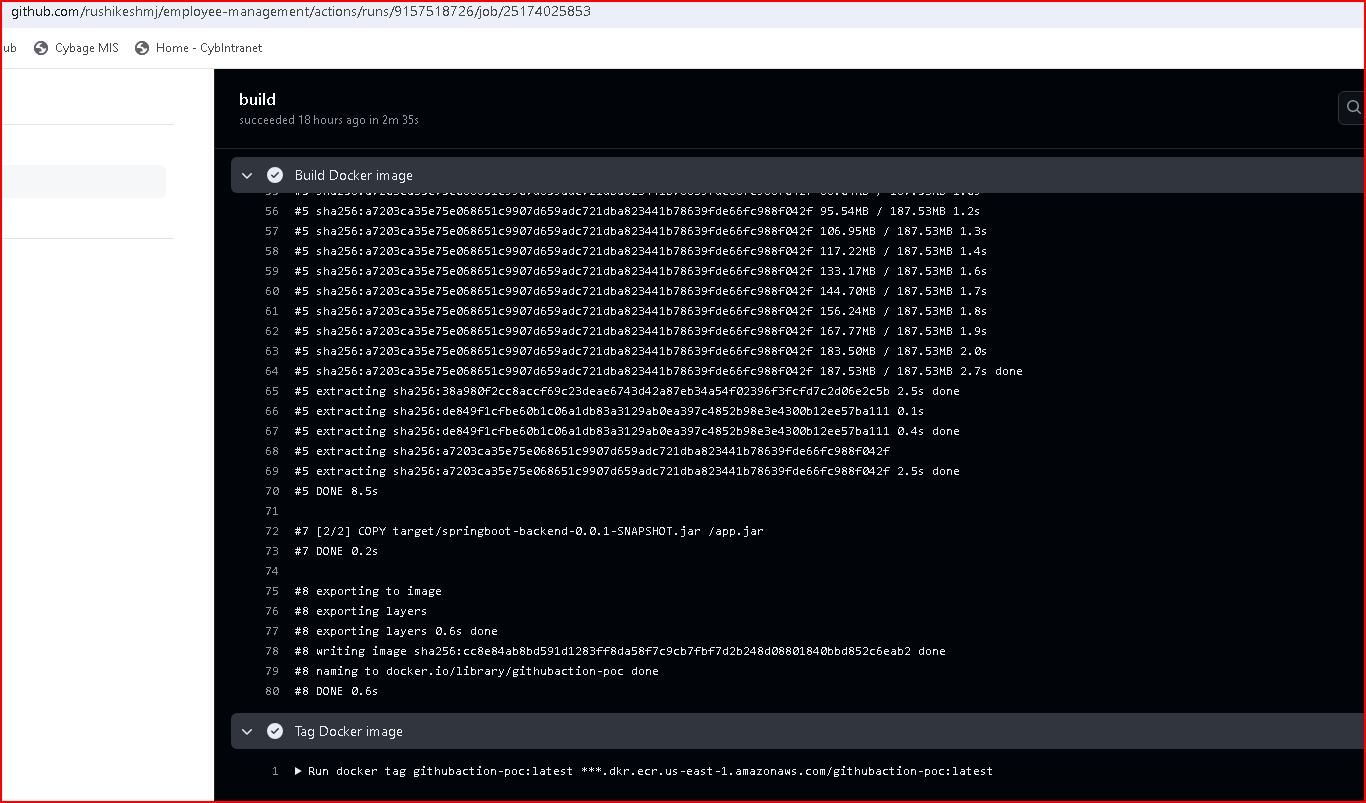 github.com/rushikeshmj/employee-management/actions/runs/9157518726/job/25174025853
ub Cybage MIS Home - CybIntranet
build
succeeded 18 hours ago in 2m 35s
Build Docker image
56 #5 sha256:a7203ca35e75e068651c9907d659adc721dba823441b78639fde66fc988f042f 95.54MB / 187.53MB 1.2s
57 #5 sha256:a7203ca35e75e068651c9907d659adc721dba823441b78639fde66fc988f042f 106.95MB / 187.53MB 1.3s
58 #5 sha256:a7203ca35e75e068651c9907d659adc721dba823441b78639fde66fc988f042f 117.22MB / 187.53MB 1.4s
59 #5 sha256:a7203ca35e75e068651c9907d659adc721dba823441b78639fde66fc988f042f 133.17MB / 187.53MB 1.6s
60 #5 sha256:a7203ca35e75e068651c9907d659adc721dba823441b78639fde66fc988f042f 144.70MB / 187.53MB 1.7s
61 #5 sha256:a7203ca35e75e068651c9907d659adc721dba823441b78639fde66fc988f042f 156.24MB / 187.53MB 1.8s
62 #5 sha256:a7203ca35e75e068651c9907d659adc721dba823441b78639fde66fc988f042f 167.77MB / 187.53MB 1.9s
63 #5 sha256:a7203ca35e75e068651c9907d659adc721dba823441b78639fde66fc988f042f 183.50MB / 187.53MB 2.0s
64 #5 sha256:a7203ca35e75e068651c9907d659adc721dba823441b78639fde66fc988f042f 187.53MB / 187.53MB 2.7s done
65 #5 extracting sha256:38a980f2cc8accf69c23deae6743d42a87eb34a54f02396f3fcfd7c2d06e2c5b 2.5s done
66 #5 extracting sha256:de849f1cfbe60b1c06a1db83a3129ab0ea397c4852b98e3e4300b12ee57ba111 0.1s
67 #5 extracting sha256:de849f1cfbe60b1c06a1db83a3129ab0ea397c4852b98e3e4300b12ee57ba111 0.4s done
68 #5 extracting sha256:a7203ca35e75e068651c9907d659adc721dba823441b78639fde66fc988f042f
69 #5 extracting sha256:a7203ca35e75e068651c9907d659adc721dba823441b78639fde66fc988f042f 2.5s done
70 #5 DONE 8.5s
71
72 #7 [2/2] COPY target/springboot-backend-0.0.1-SNAPSHOT.jar /app.jar
73 #7 DONE 0.2s
74
75 #8 exporting to image
76 #8 exporting layers
77 #8 exporting layers 0.6s done
78 #8 writing image sha256:cc8e84ab8bd591d1283ff8da58f7c9cb7fbf7d2b248d08801840bbd852c6eab2 done
79 #8 naming to docker.io/library/githubaction-poc done
80 #8 DONE 0.6s
Tag Docker image
1 Run docker tag githubaction-poc:latest ***.dkr.ecr.us-east-1.amazonaws.com/githubaction-poc:latest